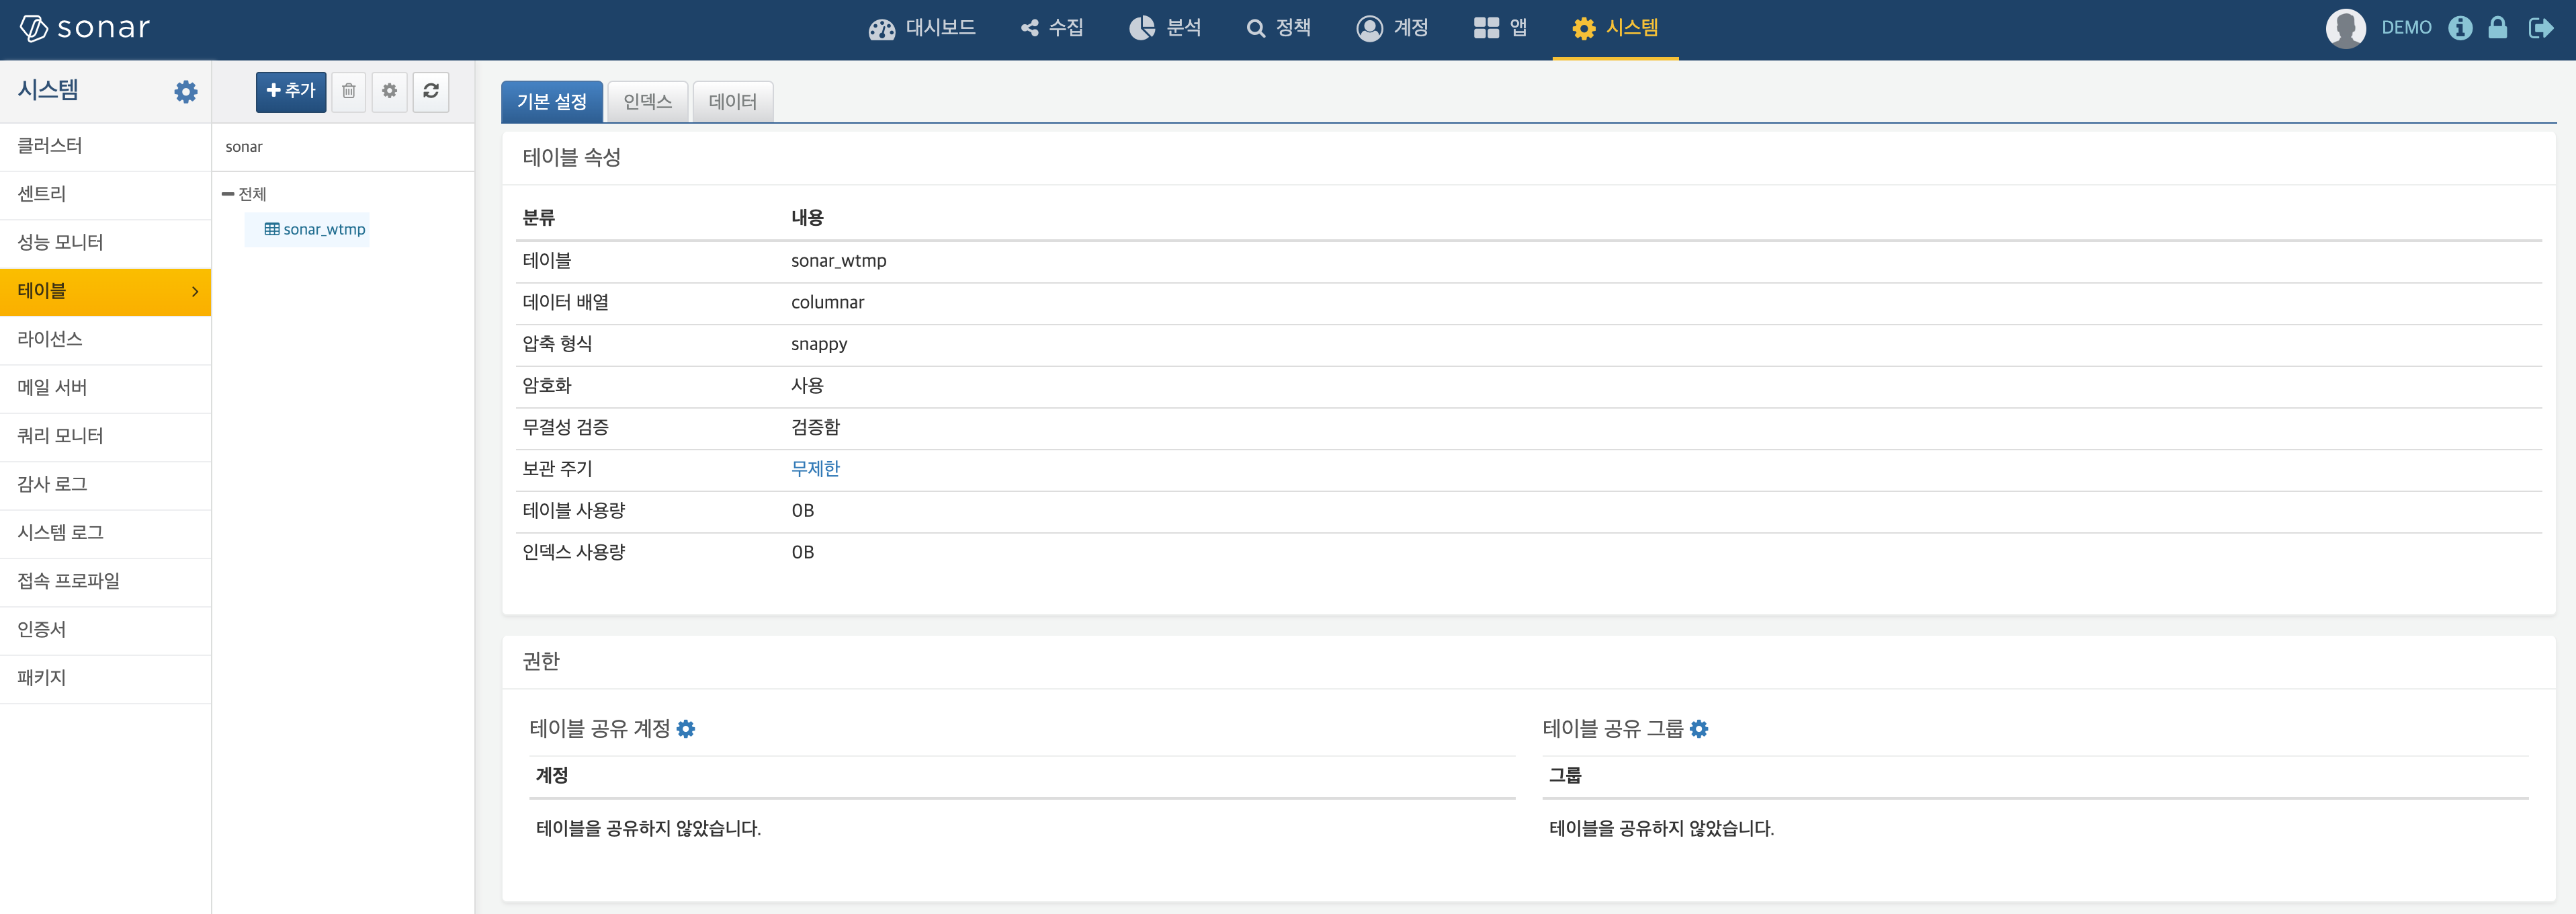 sonar
대시보드 수집 분석 정책 계정 앱 시스템
DEMO
시스템
추가
클러스터
센트리
성능 모니터
테이블
라이선스
메일 서버
쿼리 모니터
감사 로그
시스템 로그
접속 프로파일
인증서
패키지
sonar
전체
sonar_wtmp
기본 설정 인덱스 데이터
테이블 속성
분류 내용
테이블 sonar_wtmp
데이터 배열 columnar
압축 형식 snappy
암호화 사용
무결성 검증 검증함
보관 주기 무제한
테이블 사용량 0B
인덱스 사용량 0B
권한
테이블 공유 계정
계정
테이블을 공유하지 않았습니다.
테이블 공유 그룹
그룹
테이블을 공유하지 않았습니다.